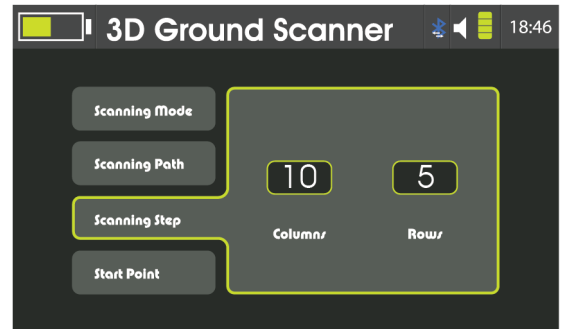 3D Ground Scanner
18:46
Scanning Mode
Scanning Path
Scanning Step
Start Point
10
5
Columns
Rows